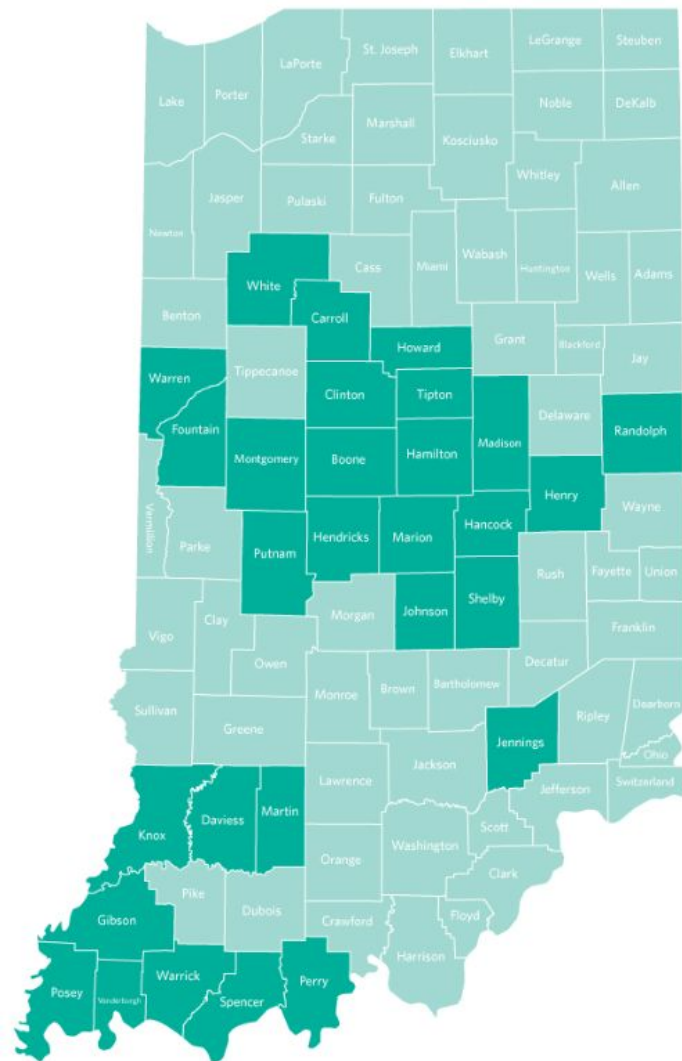 LaPorte
St. Joseph
Elkhart
LeGrange
Steuben
Lake
Porter
Noble
DeKalb
Starke
Marshall
Kosciusko
Whitley
Allen
Jasper
Pulaski
Fulton
Newton
Cass
Miami
Wabash
Huntington
Wells
Adams
White
Benton
Carroll
Howard
Grant
Blackford
Jay
Warren
Tippecanoe
Clinton
Tipton
Delaware
Randolph
Fountain
Montgomery
Boone
Hamilton
Madison
Henry
Wayne
Vermillion
Parke
Putnam
Hendricks
Marion
Hancock
Rush
Fayette
Union
Shelby
Johnson
Morgan
Clay
Vigo
Owen
Franklin
Decatur
Sullivan
Monroe
Brown
Bartholomew
Dearborn
Ripley
Greene
Jennings
Ohio
Jackson
Switzerland
Jefferson
Lawrence
Martin
Daviess
Knox
Scott
Washington
Orange
Clark
Pike
Dubois
Gibson
Crawford
Floyd
Harrison
Perry
Warrick
Posey
Vanderburgh
Spencer